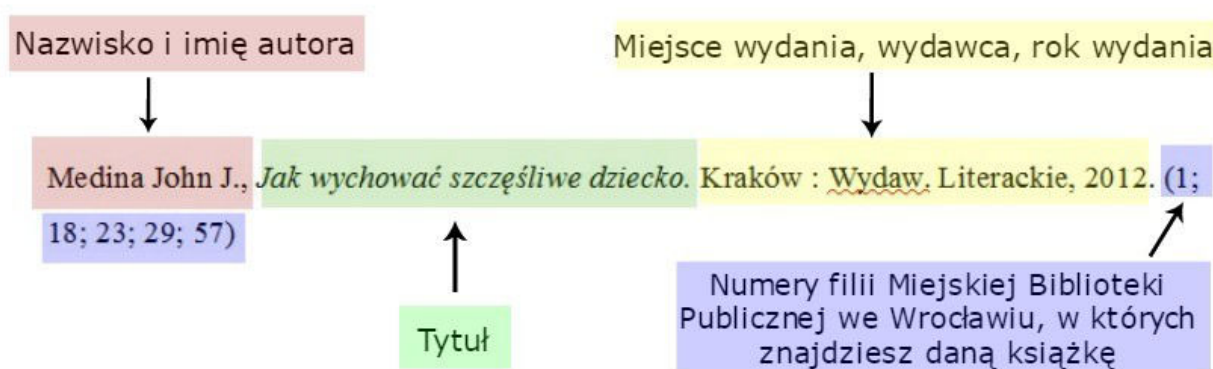 Nazwisko i imię autora
Miejsce wydania, wydawca, rok wydania
Medina John J., Jak wychować szczęśliwe dziecko. Kraków : Wydaw. Literackie, 2012. (1;
18; 23; 29; 57)
Tytuł
Numery filii Miejskiej Biblioteki
Publicznej we Wrocławiu, w których
znajdziesz daną książkę